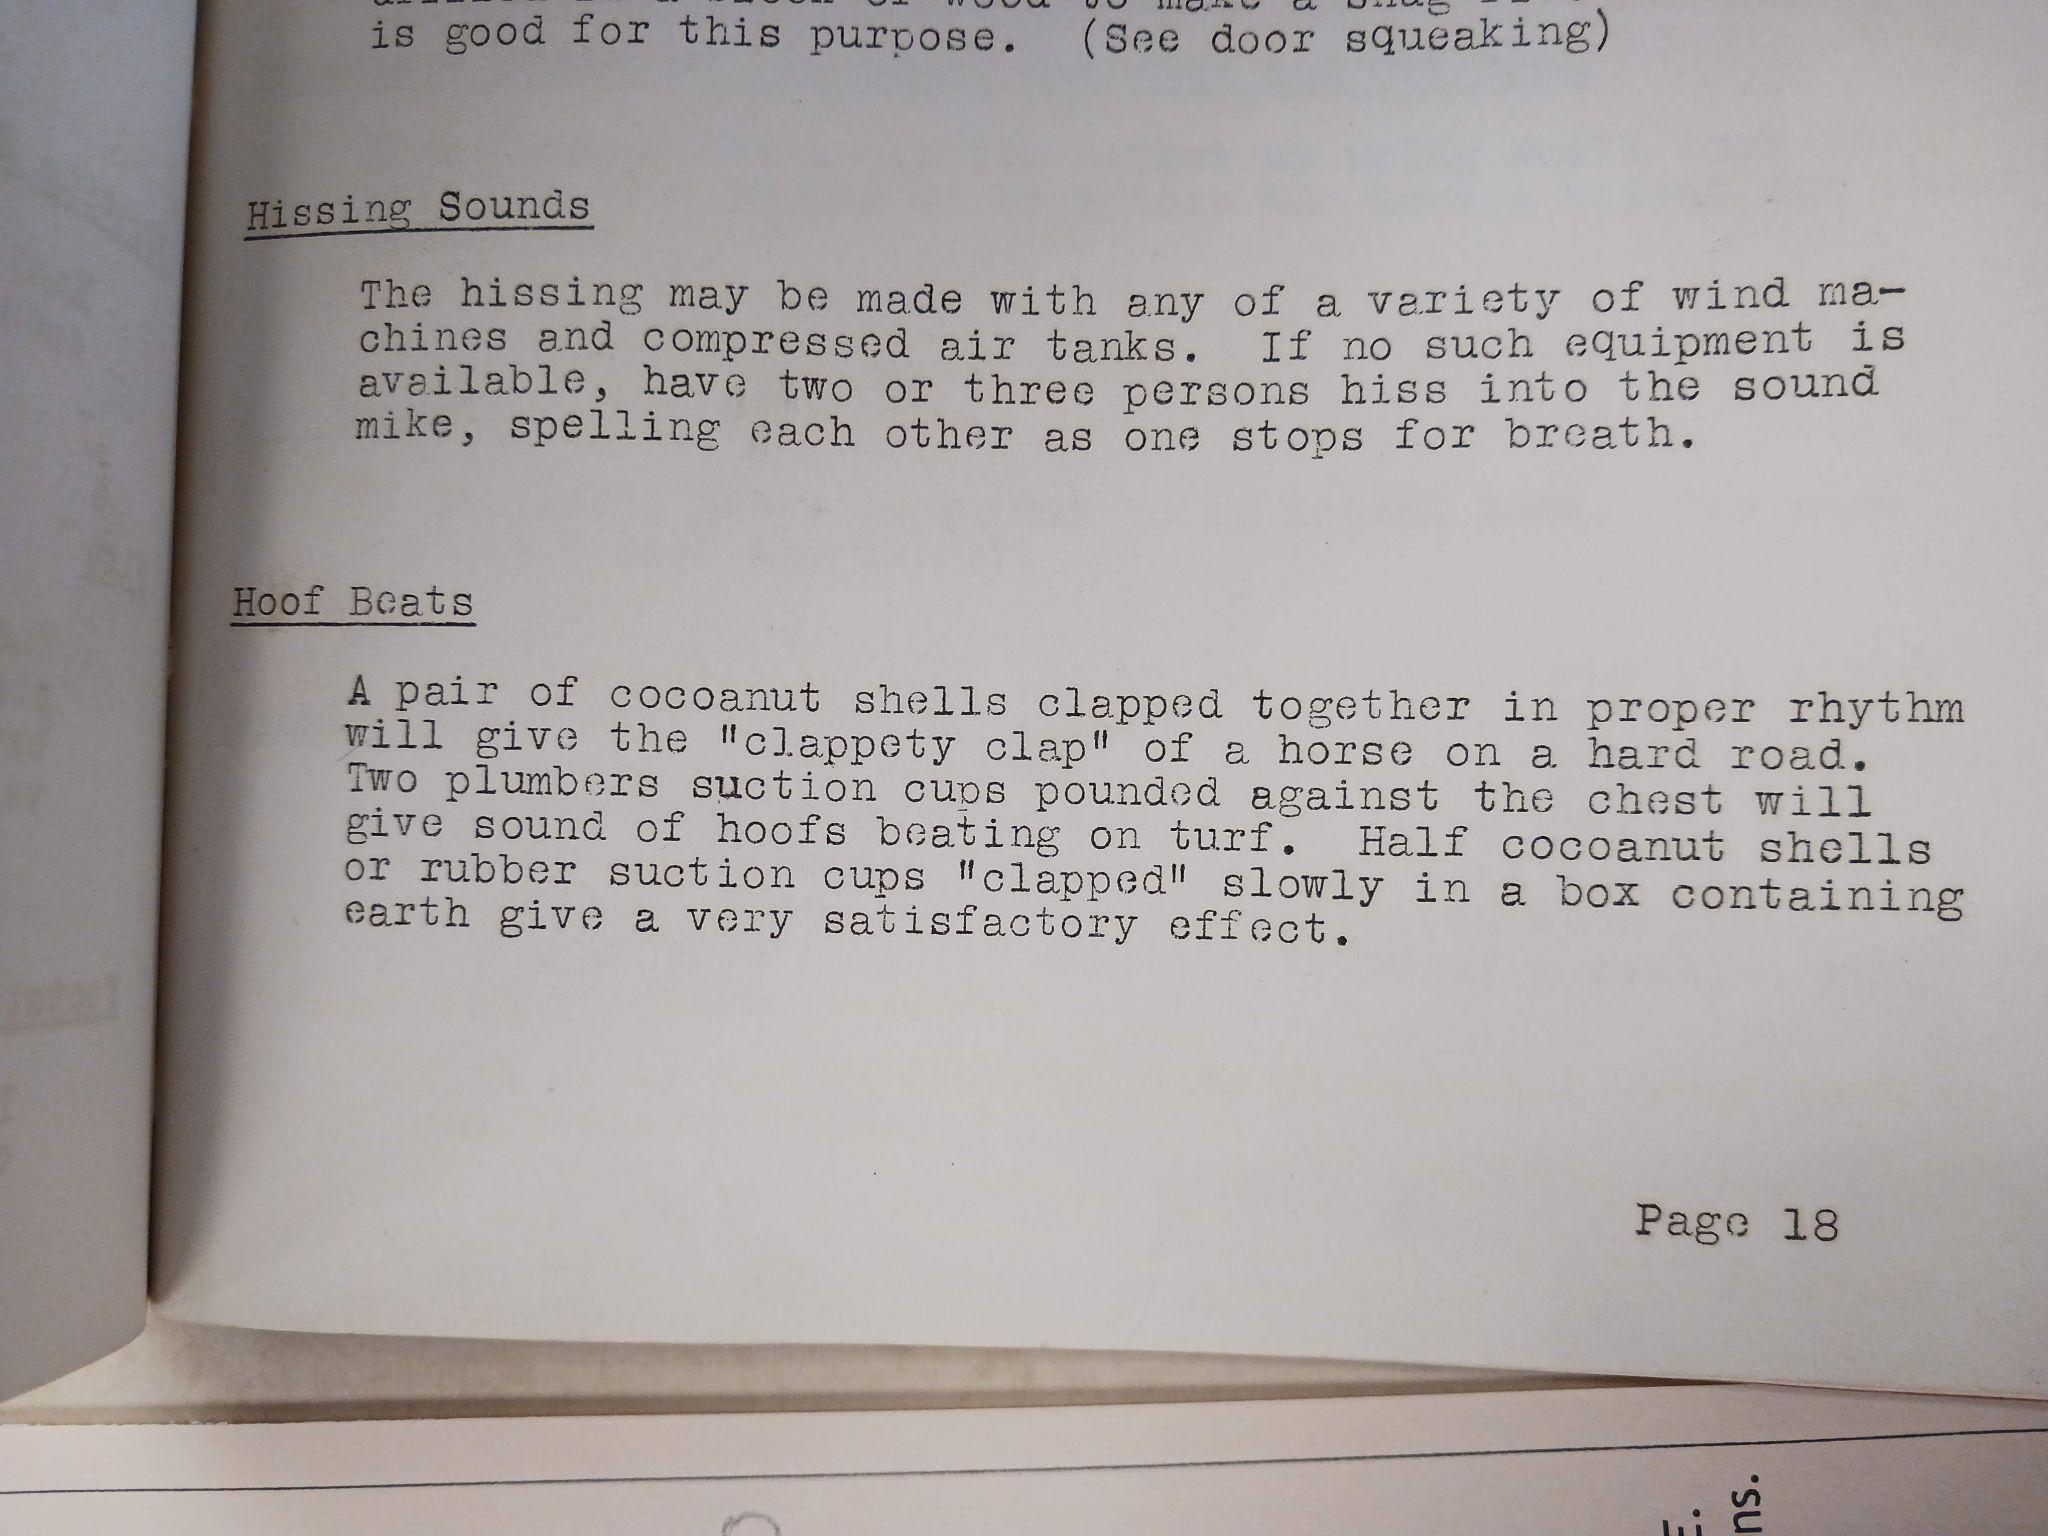 is good for this purpose. (See door squeaking)
Hissing Sounds
The hissing may be made with any of a variety of wind ma-
chines and compressed air tanks. If no such equipment is
available, have two or three persons hiss into the sound
mike, spelling each other as one stops for breath.
Hoof Beats
A pair of cocoanut shells clapped together in proper rhythm
will give the "clappety clap" of a horse on a hard road.
Two plumbers suction cups pounded against the chest will
give sound of hoofs beating on turf. Half cocoanut shells
or rubber suction cups "clapped" slowly in a box containing
earth give a very satisfactory effect.
Page 18
ns.